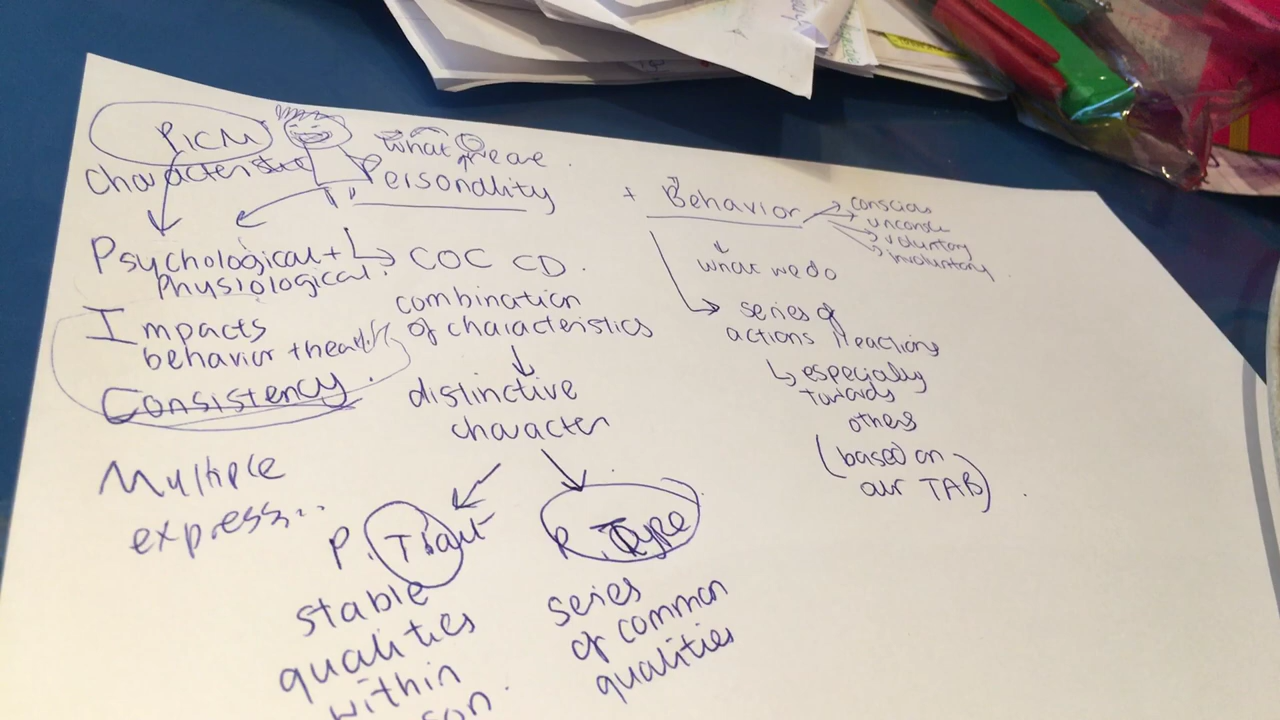 PICM
characteristics
what we are
Personality
Psychological +
Physiological
Impacts
behavior + health
Consistency
Multiple
express...
COC CD
combination
of characteristics
distinctive
character
P. Trait
stable
qualities
within
son
P. Type
series
of common
qualities
+ Behavior
conscious
voluntary
involuntary
what we do
series of
actions / reactions
especially
towards
others
(based on
our TAB)